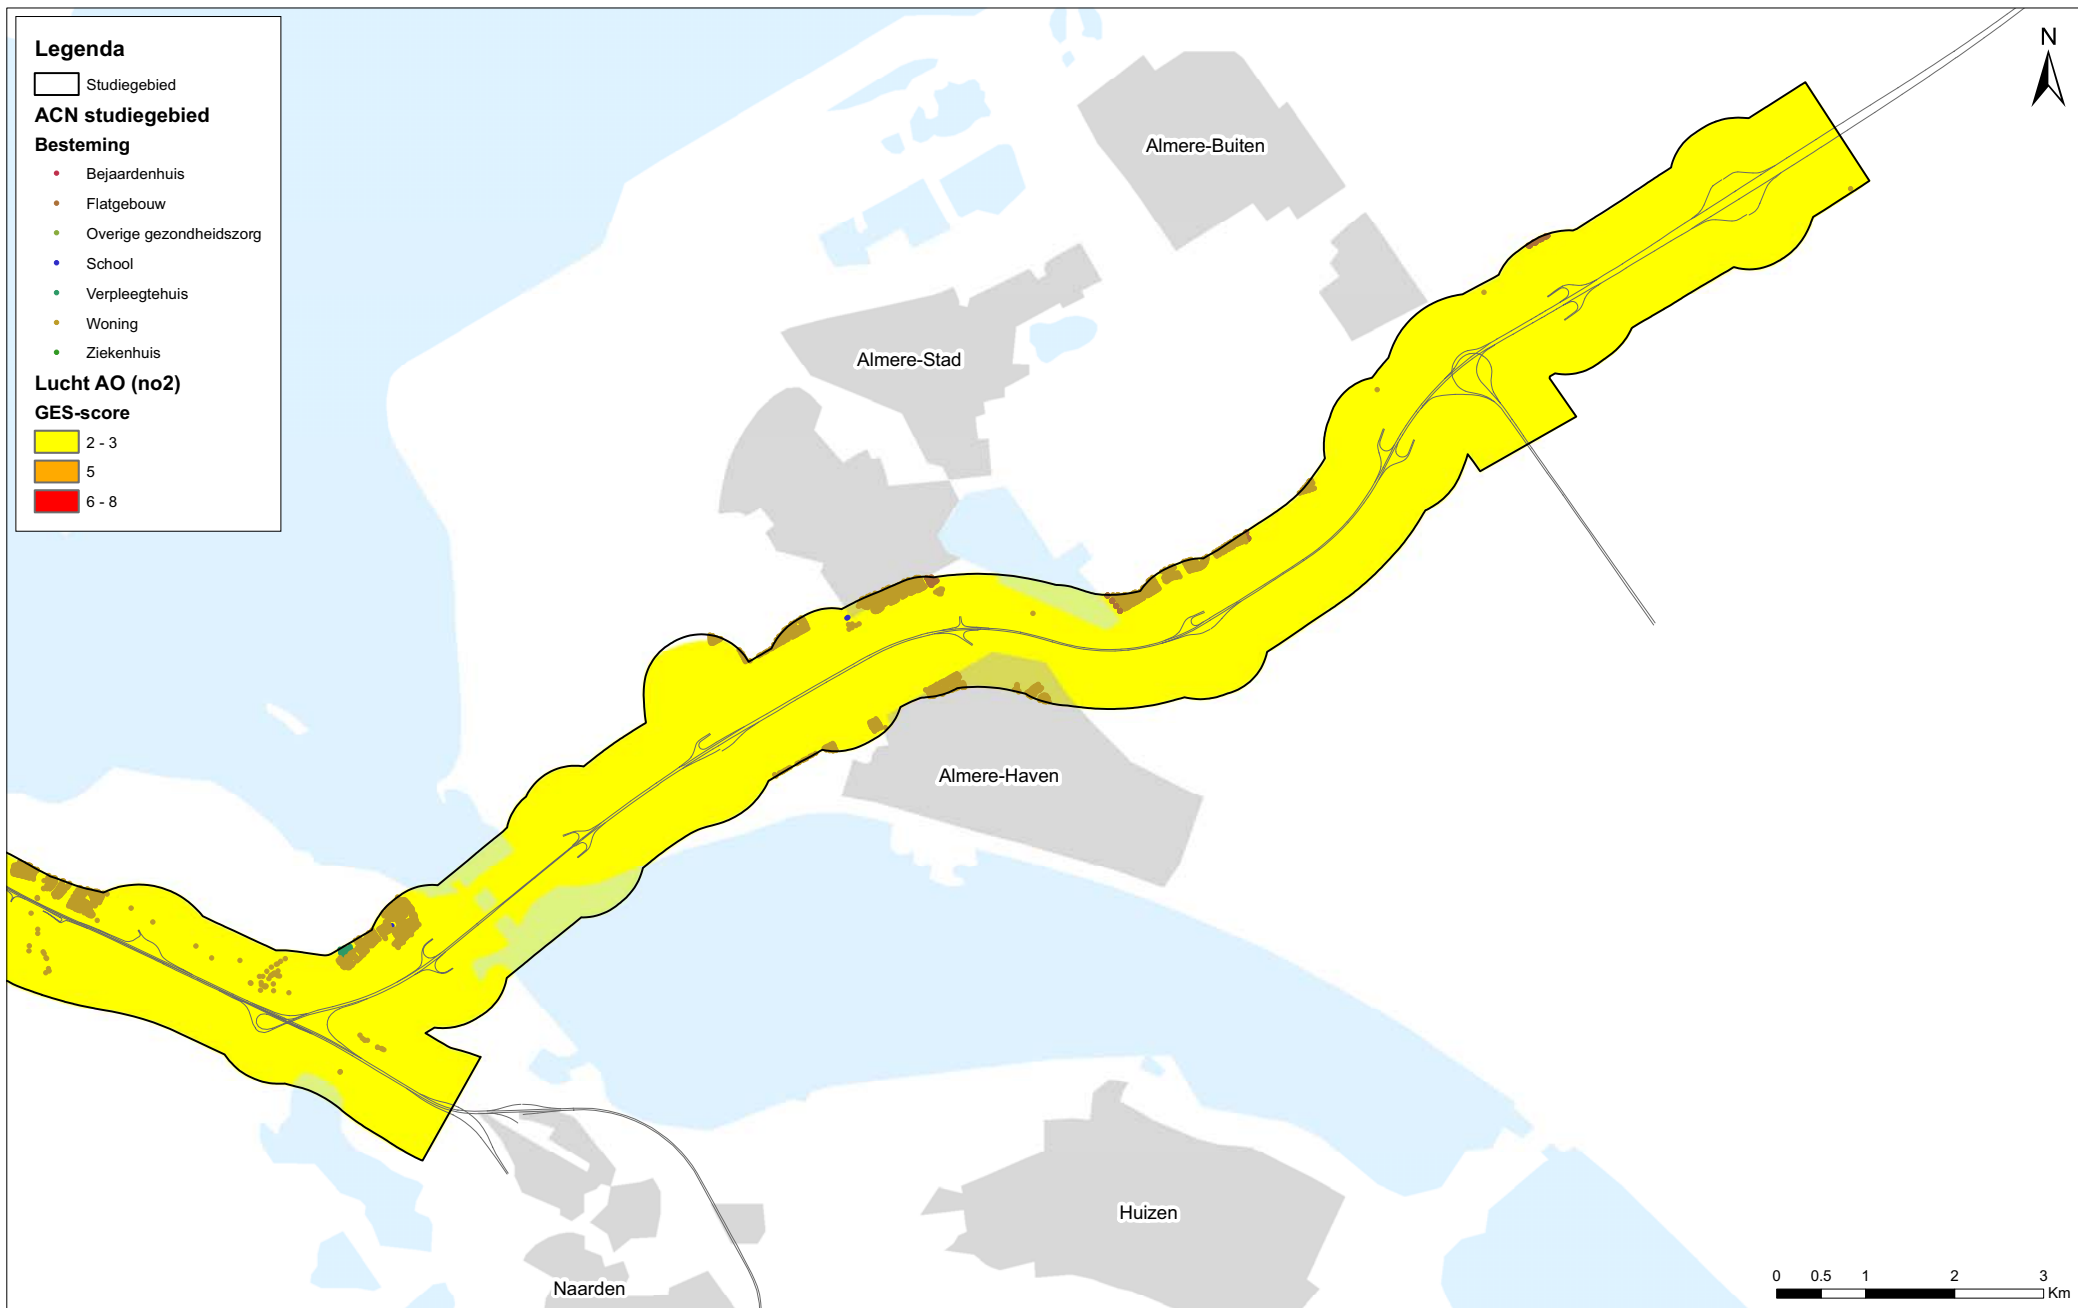 Legenda
Studiegebied
ACN studiegebied
Besteming
Bejaardenhuis
Flatgebouw
Overige gezondheidszorg
School
Verpleegtehuis
Woning
Ziekenhuis
Lucht AO (no2)
GES-score
2 - 3
5
6 - 8
N
Almere-Buiten
Almere-Stad
Almere-Haven
Huizen
Naarden
0 0.5 1 2 3
Km